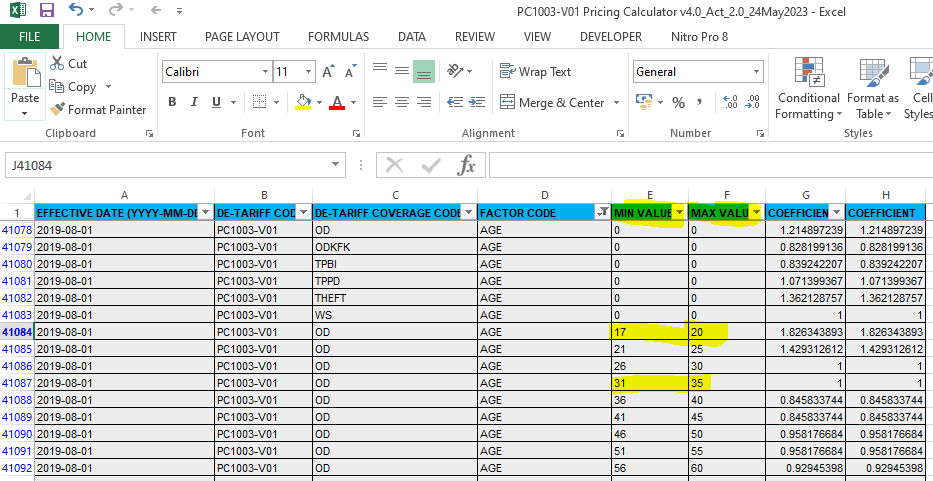 PC1003-V01 Pricing Calculator v4.0_Act_2.0_24May2023 - Excel
FILE HOME INSERT PAGE LAYOUT FORMULAS DATA REVIEW VIEW DEVELOPER Nitro Pro 8
Paste
Cut
Copy
Format Painter
Clipboard
Calibri 11
B I U
A A
Font
Wrap Text
Merge & Center
Alignment
General
% ,
Number
Conditional Formatting
Format as Table
Cell Styles
Styles
J41084
fx
A B C D E F G H
1 EFFECTIVE DATE (YYYY-MM-DD DE-TARIFF COD DE-TARIFF COVERAGE CODE FACTOR CODE MIN VALUE MAX VALU COEFFICIEN COEFFICIENT
41078 2019-08-01 PC1003-V01 OD AGE 0 0 1.214897239 1.214897239
41079 2019-08-01 PC1003-V01 ODKFK AGE 0 0 0.828199136 0.828199136
41080 2019-08-01 PC1003-V01 TPBI AGE 0 0 0.839242207 0.839242207
41081 2019-08-01 PC1003-V01 TPPD AGE 0 0 1.071399367 1.071399367
41082 2019-08-01 PC1003-V01 THEFT AGE 0 0 1.362128757 1.362128757
41083 2019-08-01 PC1003-V01 WS AGE 0 0 1 1
41084 2019-08-01 PC1003-V01 OD AGE 17 20 1.826343893 1.826343893
41085 2019-08-01 PC1003-V01 OD AGE 21 25 1.429312612 1.429312612
41086 2019-08-01 PC1003-V01 OD AGE 26 30 1 1
41087 2019-08-01 PC1003-V01 OD AGE 31 35 1 1
41088 2019-08-01 PC1003-V01 OD AGE 36 40 0.845833744 0.845833744
41089 2019-08-01 PC1003-V01 OD AGE 41 45 0.845833744 0.845833744
41090 2019-08-01 PC1003-V01 OD AGE 46 50 0.958176684 0.958176684
41091 2019-08-01 PC1003-V01 OD AGE 51 55 0.958176684 0.958176684
41092 2019-08-01 PC1003-V01 OD AGE 56 60 0.92945398 0.92945398